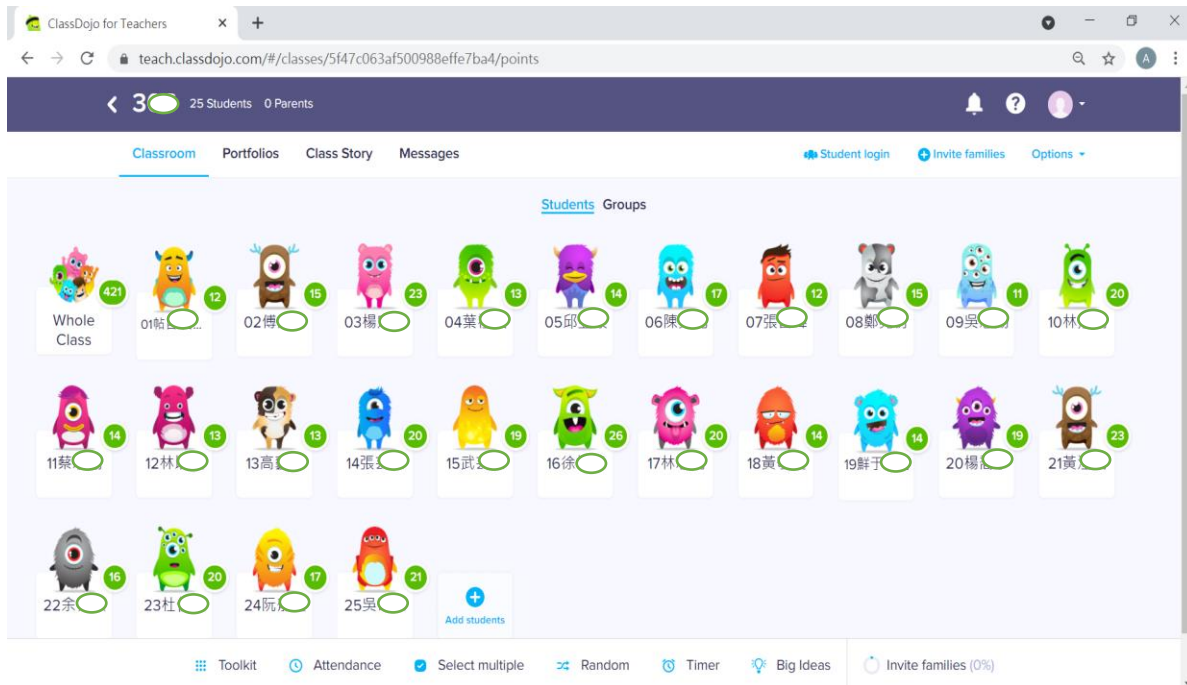 ClassDojo for Teachers
teach.classdojo.com/#/classes/5f47c063af500988effe7ba4/points
A
3 25 Students 0 Parents
Classroom Portfolios Class Story Messages Student login Invite families Options
Students Groups
421 12 15 23 13 14 17 12 15 11 20
Whole Class 01帖 02傅 03楊 04葉 05邱 06陳 07張 08鄭 09吳 10林
14 13 13 20 19 26 20 14 14 19 23
11蔡 12林 13高 14張 15武 16徐 17林 18黃 19鮮于 20楊 21黃
16 20 17 21
22余 23杜 24阮 25吳 Add students
Toolkit Attendance Select multiple Random Timer Big Ideas Invite families (0%)